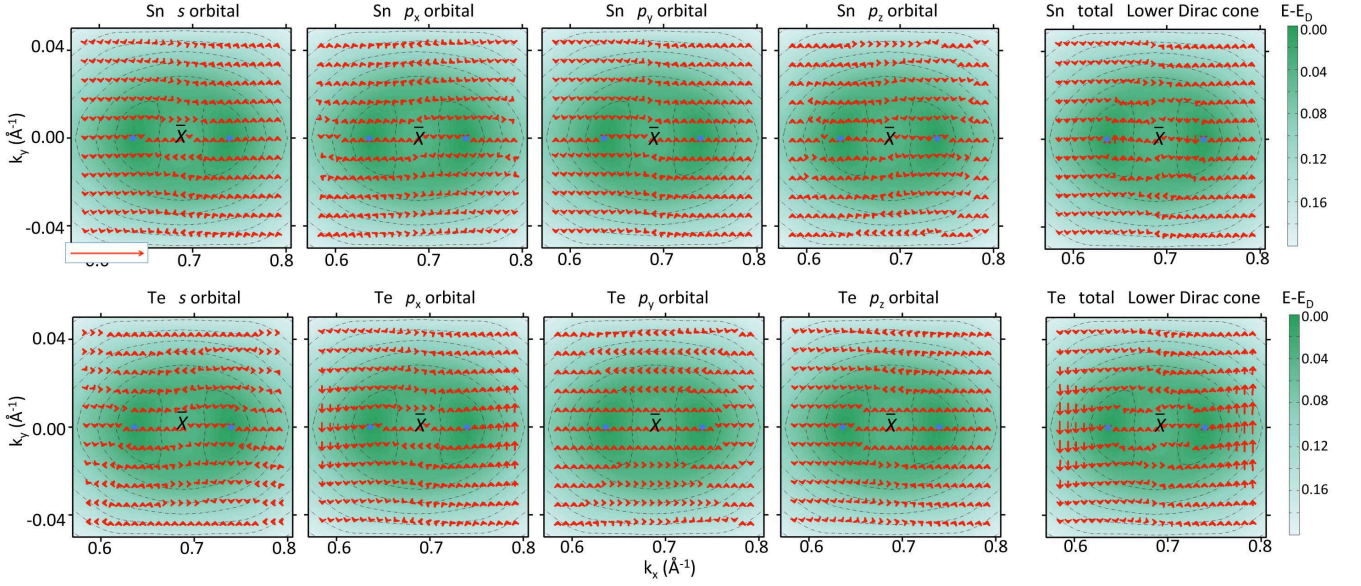 Sn s orbital
Sn px orbital
Sn py orbital
Sn pz orbital
Sn total Lower Dirac cone
E-ED
0.04
0.00
-0.04
ky (Å-1)
X̄
X̄
X̄
X̄
X̄
0.00
0.04
0.08
0.12
0.16
0.7
0.8
0.6
0.7
0.8
0.6
0.7
0.8
0.6
0.7
0.8
0.6
0.7
0.8
Te s orbital
Te px orbital
Te py orbital
Te pz orbital
Te total Lower Dirac cone
E-ED
0.04
0.00
-0.04
ky (Å-1)
X̄
X̄
X̄
X̄
X̄
0.00
0.04
0.08
0.12
0.16
0.6
0.7
0.8
0.6
0.7
0.8
0.6
0.7
0.8
0.6
0.7
0.8
0.6
0.7
0.8
kx (Å-1)